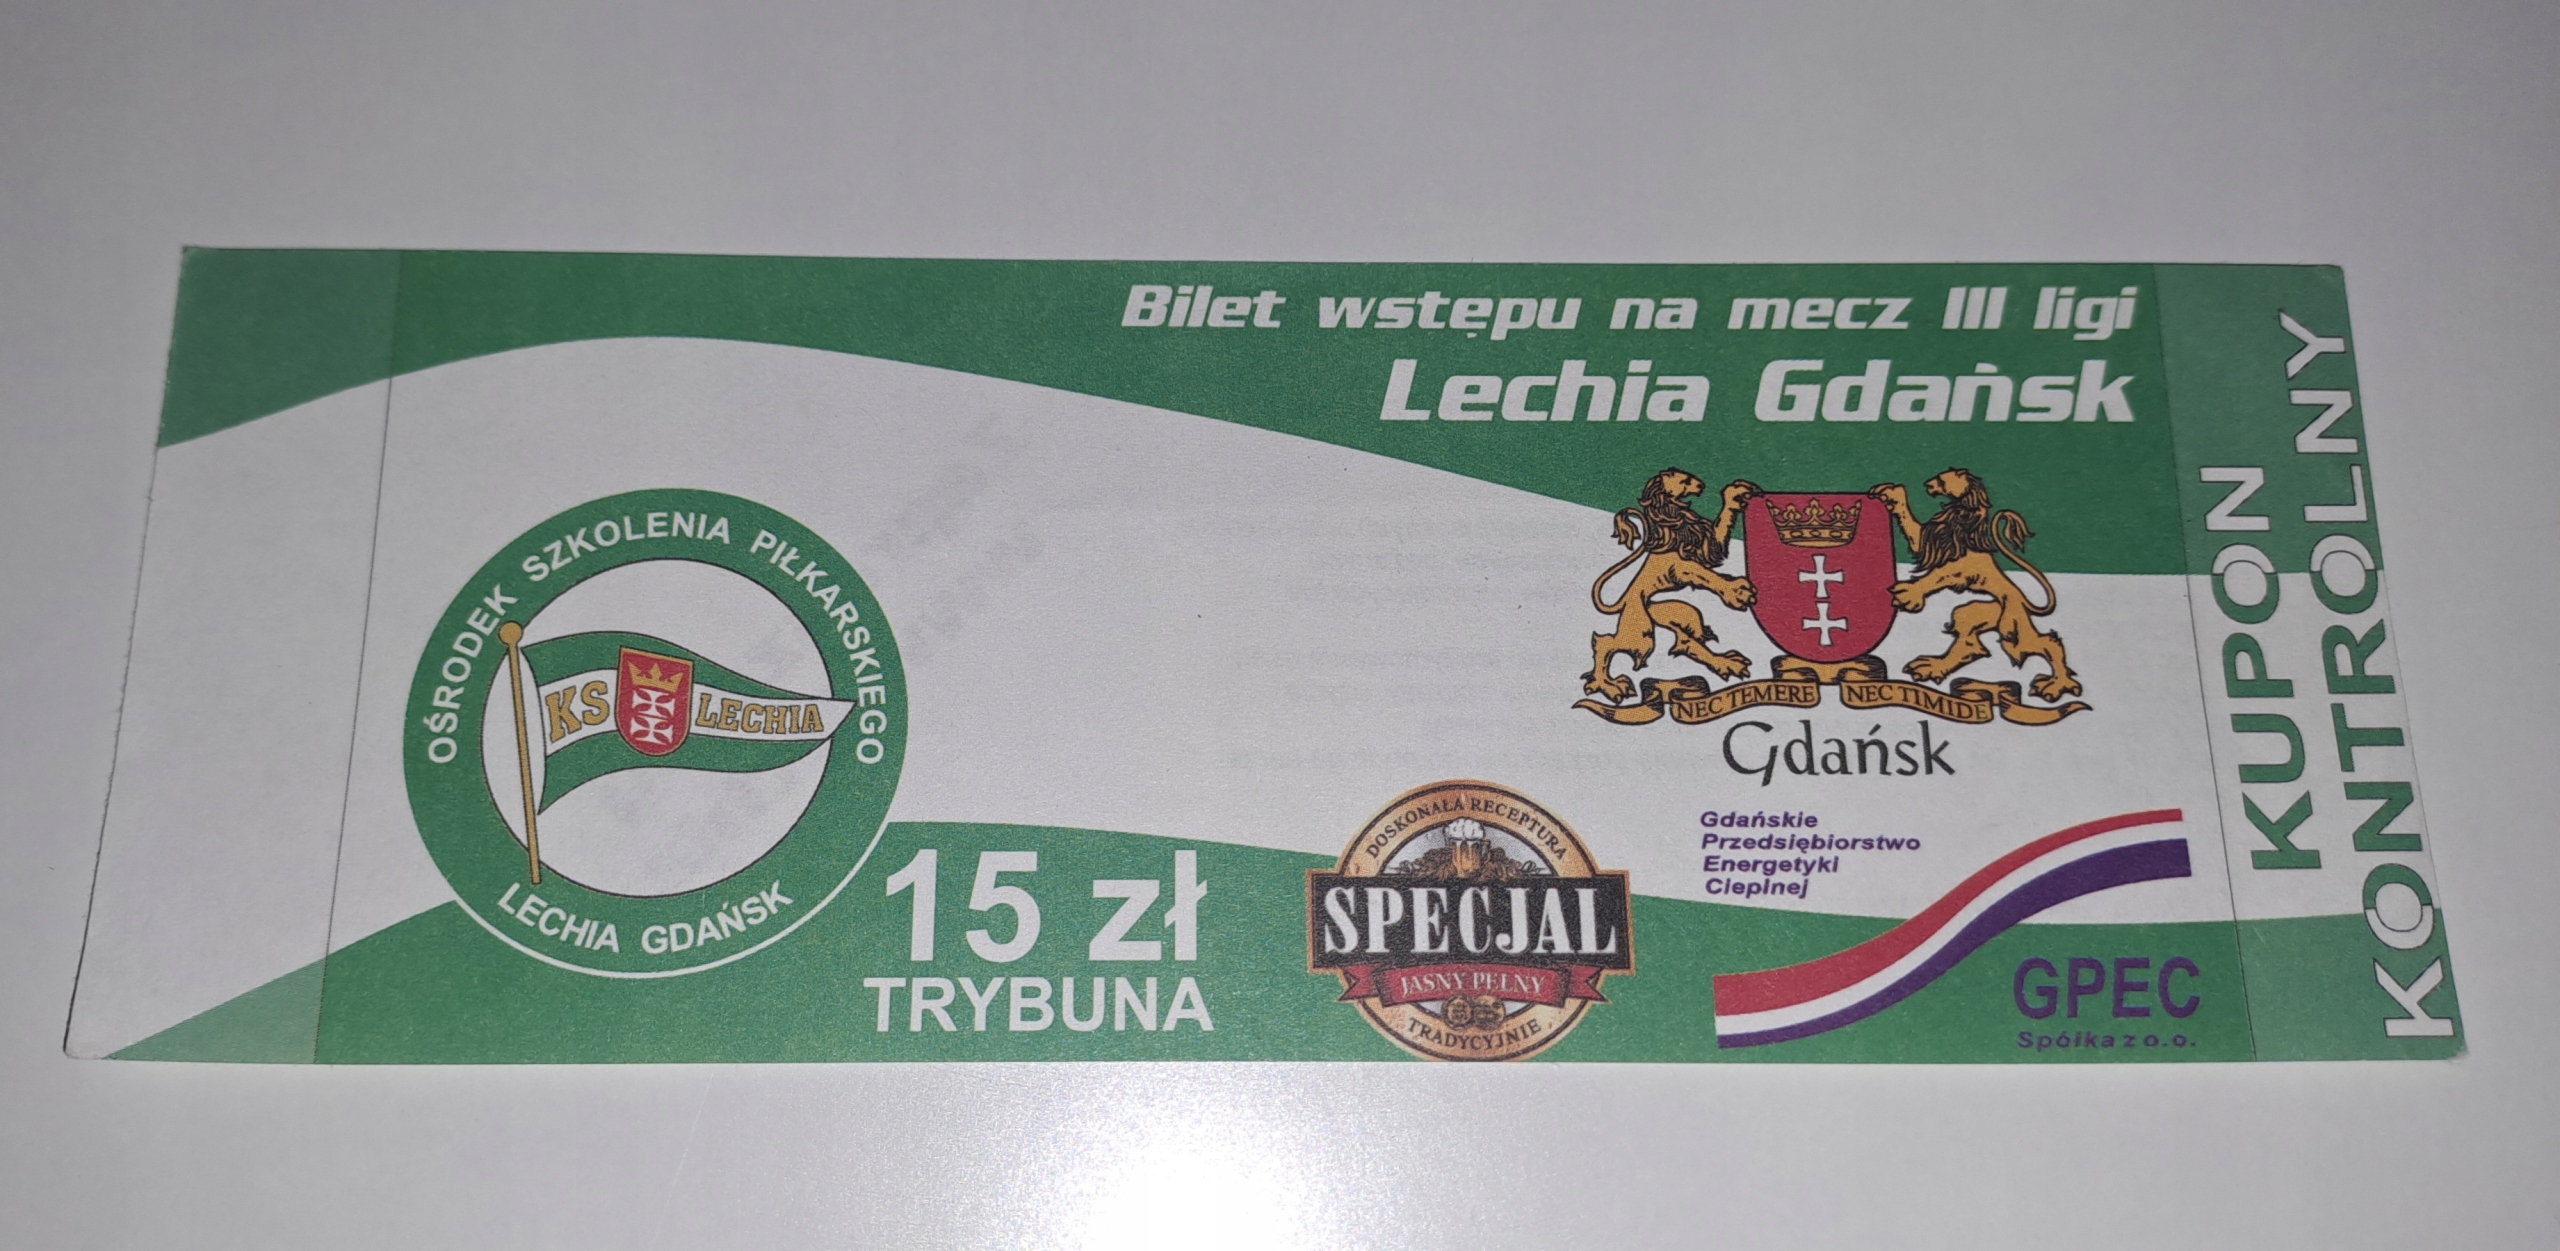 Bilet wstępu na mecz III ligi
Lechia Gdańsk
OŚRODEK SZKOLENIA PIŁKARSKIEGO
KS LECHIA
LECHIA GDAŃSK
15 zł
TRYBUNA
DOSKONAŁA RECEPTURA
SPECJAL
JASNY PEŁNY
TRADYCYJNIE
NEC TEMERE NEC TIMIDE
Gdańsk
Gdańskie
Przedsiębiorstwo
Energetyki
Cieplnej
GPEC
Spółka z o.o.
KUPON
KONTROLNY